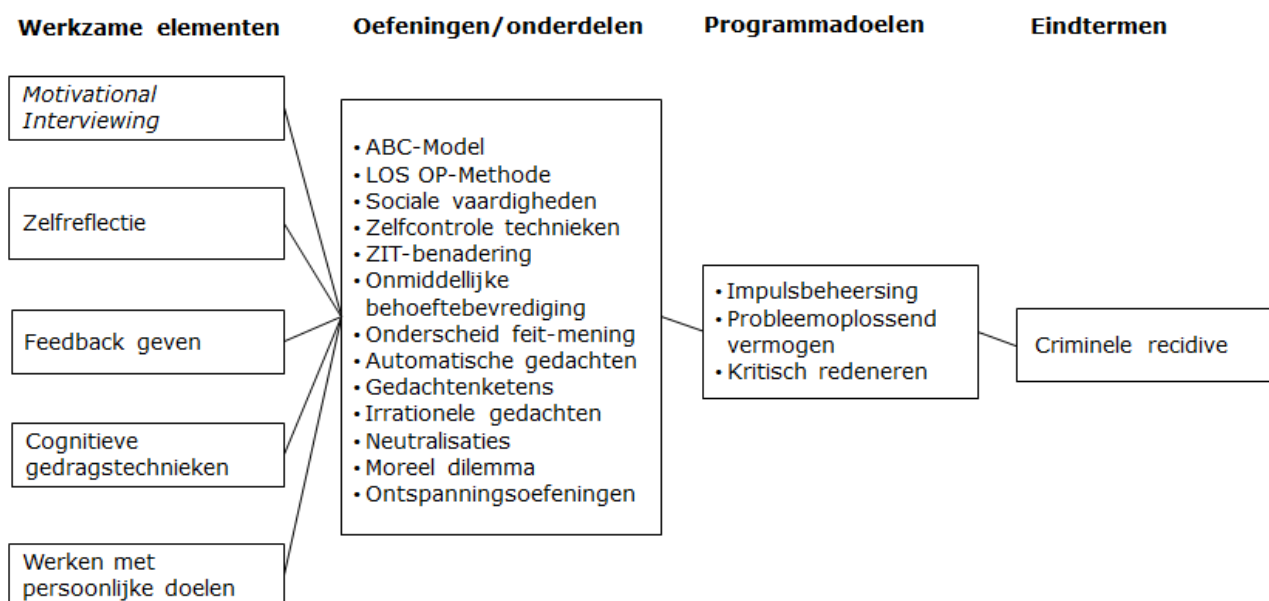 Werkzame elementen
Oefeningen/onderdelen
Programmadoelen
Eindtermen
Motivational
Interviewing
Zelfreflectie
Feedback geven
Cognitieve
gedragstechnieken
Werken met
persoonlijke doelen
• ABC-Model
• LOS OP-Methode
• Sociale vaardigheden
• Zelfcontrole technieken
• ZIT-benadering
• Onmiddellijke
behoeftebevrediging
• Onderscheid feit-mening
• Automatische gedachten
• Gedachtenketens
• Irrationele gedachten
• Neutralisaties
• Moreel dilemma
• Ontspanningsoefeningen
• Impulsbeheersing
• Probleemoplossend
vermogen
• Kritisch redeneren
Criminele recidive